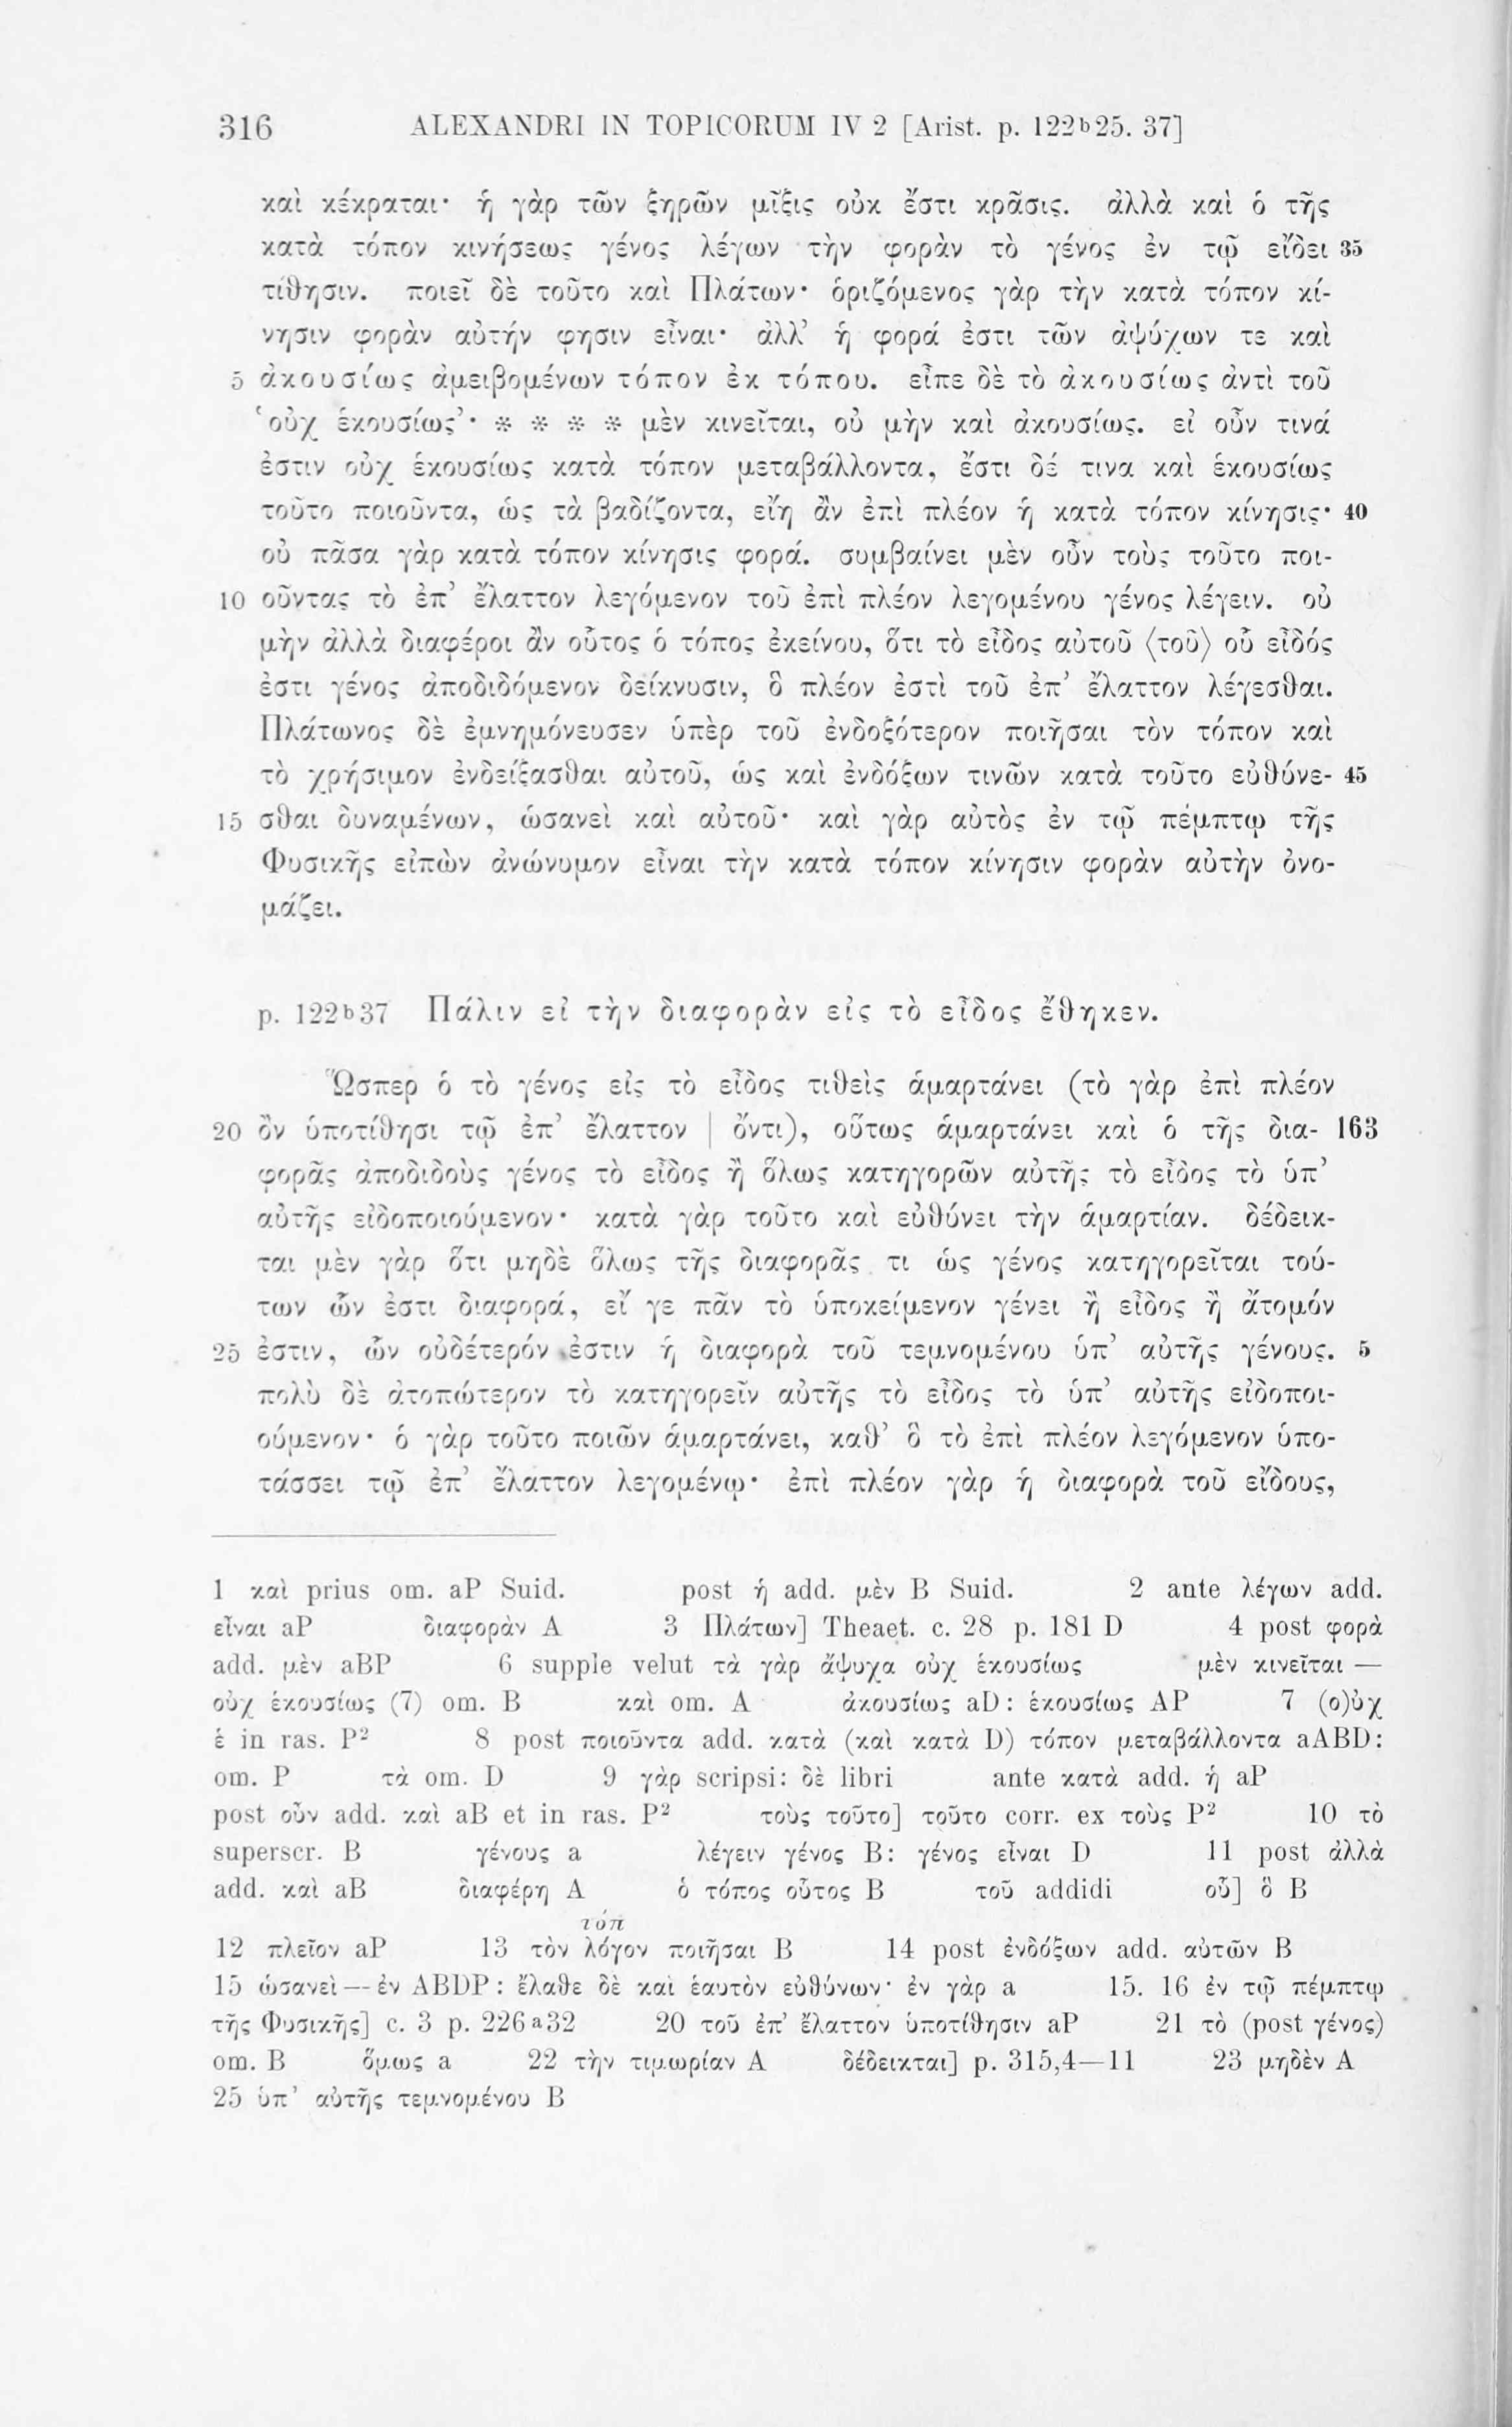 316 ALEXANDRI IN TOPICORUM IV 2 [Arist. p. 122ᵇ25. 37]
καὶ κέκραται· ἡ γὰρ τῶν ξηρῶν μῖξις οὐκ ἔστι κρᾶσις. ἀλλὰ καὶ ὁ τῆς
κατὰ τόπον κινήσεως γένος λέγων τὴν φορὰν τὸ γένος ἐν τῷ εἴδει 35
τίθησιν. ποιεῖ δὲ τοῦτο καὶ Πλάτων· ὁριζόμενος γὰρ τὴν κατὰ τόπον κί-
νησιν φορὰν αὐτήν φησιν εἶναι· ἀλλ’ ἡ φορά ἐστι τῶν ἀψύχων τε καὶ
5 ἀκουσίως ἀμειβομένων τόπον ἐκ τόπου. εἶπε δὲ τὸ ἀκουσίως ἀντὶ τοῦ
‘οὐχ ἑκουσίως’· * * * * μὲν κινεῖται, οὐ μὴν καὶ ἀκουσίως. εἰ οὖν τινά
ἐστιν οὐχ ἑκουσίως κατὰ τόπον μεταβάλλοντα, ἔστι δέ τινα καὶ ἑκουσίως
τοῦτο ποιοῦντα, ὡς τὰ βαδίζοντα, εἴη ἂν ἐπὶ πλέον ἡ κατὰ τόπον κίνησις· 40
οὐ πᾶσα γὰρ κατὰ τόπον κίνησις φορά. συμβαίνει μὲν οὖν τοὺς τοῦτο ποι-
10 οῦντας τὸ ἐπ’ ἔλαττον λεγόμενον τοῦ ἐπὶ πλέον λεγομένου γένος λέγειν. οὐ
μὴν ἀλλὰ διαφέροι ἂν οὗτος ὁ τόπος ἐκείνου, ὅτι τὸ εἶδος αὐτοῦ ⟨τοῦ⟩ οὗ εἶδός
ἐστι γένος ἀποδιδόμενον δείκνυσιν, ὃ πλέον ἐστὶ τοῦ ἐπ’ ἔλαττον λέγεσθαι.
Πλάτωνος δὲ ἐμνημόνευσεν ὑπὲρ τοῦ ἐνδοξότερον ποιῆσαι τὸν τόπον καὶ
τὸ χρήσιμον ἐνδείξασθαι αὐτοῦ, ὡς καὶ ἐνδόξων τινῶν κατὰ τοῦτο εὐθύνε- 45
15 σθαι δυναμένων, ὡσανεὶ καὶ αὐτοῦ· καὶ γὰρ αὐτὸς ἐν τῷ πέμπτῳ τῆς
Φυσικῆς εἰπὼν ἀνώνυμον εἶναι τὴν κατὰ τόπον κίνησιν φορὰν αὐτὴν ὀνο-
μάζει.
p. 122ᵇ37 Πάλιν εἰ τὴν διαφορὰν εἰς τὸ εἶδος ἔθηκεν.
Ὥσπερ ὁ τὸ γένος εἰς τὸ εἶδος τιθεὶς ἁμαρτάνει (τὸ γὰρ ἐπὶ πλέον
20 ὂν ὑποτίθησι τῷ ἐπ’ ἔλαττον | ὄντι), οὕτως ἁμαρτάνει καὶ ὁ τῆς δια- 163
φορᾶς ἀποδιδοὺς γένος τὸ εἶδος ἢ ὅλως κατηγορῶν αὐτῆς τὸ εἶδος τὸ ὑπ’
αὐτῆς εἰδοποιούμενον· κατὰ γὰρ τοῦτο καὶ εὐθύνει τὴν ἁμαρτίαν. δέδεικ-
ται μὲν γὰρ ὅτι μηδὲ ὅλως τῆς διαφορᾶς τι ὡς γένος κατηγορεῖται τού-
των ὧν ἐστι διαφορά, εἴ γε πᾶν τὸ ὑποκείμενον γένει ἢ εἶδος ἢ ἄτομόν
25 ἐστιν, ὧν οὐδέτερόν ἐστιν ἡ διαφορὰ τοῦ τεμνομένου ὑπ’ αὐτῆς γένους. 5
πολὺ δὲ ἀτοπώτερον τὸ κατηγορεῖν αὐτῆς τὸ εἶδος τὸ ὑπ’ αὐτῆς εἰδοποι-
ούμενον· ὁ γὰρ τοῦτο ποιῶν ἁμαρτάνει, καθ’ ὃ τὸ ἐπὶ πλέον λεγόμενον ὑπο-
τάσσει τῷ ἐπ’ ἔλαττον λεγομένῳ· ἐπὶ πλέον γὰρ ἡ διαφορὰ τοῦ εἴδους,
1 καὶ prius om. aP Suid. post ἡ add. μὲν B Suid. 2 ante λέγων add.
εἶναι aP διαφορὰν A 3 Πλάτων] Theaet. c. 28 p. 181 D 4 post φορὰ
add. μὲν aBP 6 supple velut τὰ γὰρ ἄψυχα οὐχ ἑκουσίως μὲν κινεῖται —
οὐχ ἑκουσίως (7) om. B καὶ om. A ἀκουσίως aD: ἑκουσίως AP 7 (ο)ὐχ
ἑ in ras. P² 8 post ποιοῦντα add. κατὰ (καὶ κατὰ D) τόπον μεταβάλλοντα aABD:
om. P τὰ om. D 9 γὰρ scripsi: δὲ libri ante κατὰ add. ἡ aP
post οὖν add. καὶ aB et in ras. P² τοὺς τοῦτο] τοῦτο corr. ex τοὺς P² 10 τὸ
superscr. B γένους a λέγειν γένος B: γένος εἶναι D 11 post ἀλλὰ
add. καὶ aB διαφέρη A ὁ τόπος οὗτος B τοῦ addidi οὗ] ὃ B
τόπ
12 πλεῖον aP 13 τὸν λόγον ποιῆσαι B 14 post ἐνδόξων add. αὐτῶν B
15 ὡσανεὶ — ἐν ABDP: ἔλαθε δὲ καὶ ἑαυτὸν εὐθύνων· ἐν γὰρ a 15. 16 ἐν τῷ πέμπτῳ
τῆς Φυσικῆς] c. 3 p. 226ᵃ32 20 τοῦ ἐπ’ ἔλαττον ὑποτίθησιν aP 21 τὸ (post γένος)
om. B ὅμως a 22 τὴν τιμωρίαν A δέδεικται] p. 315,4—11 23 μηδὲν A
25 ὑπ’ αὐτῆς τεμνομένου B